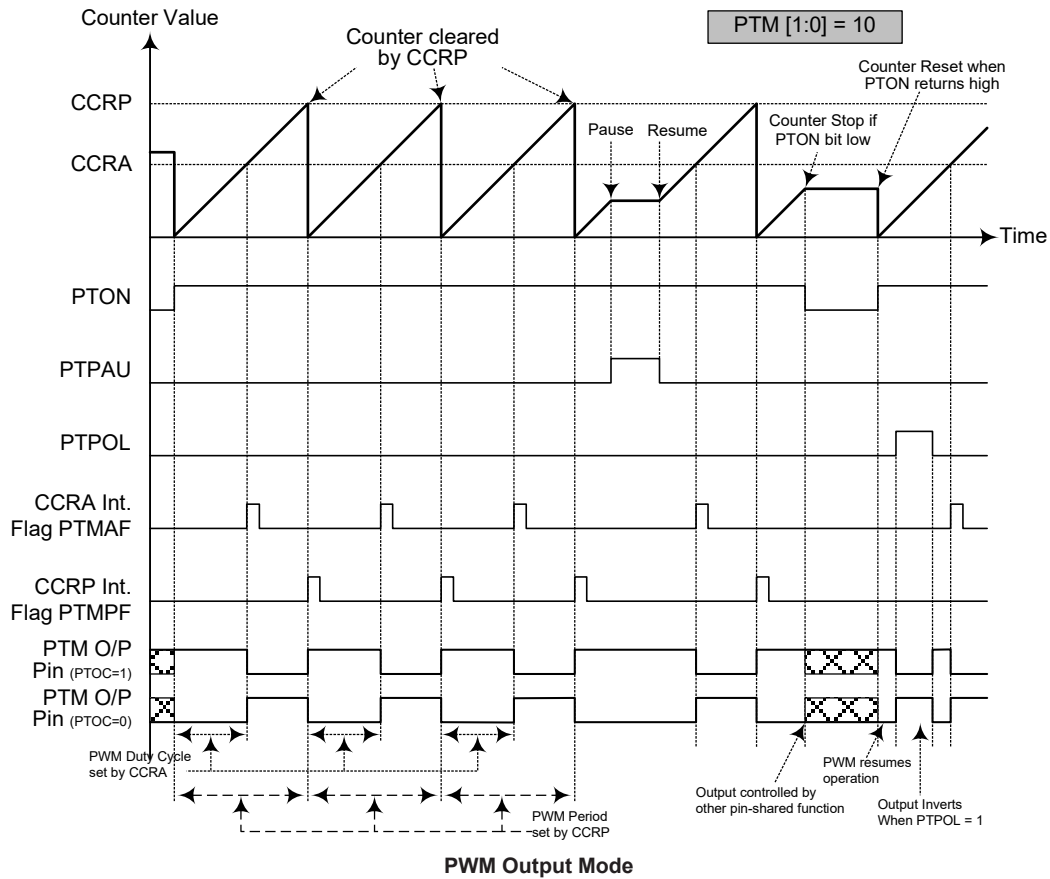 Counter Value
PTM [1:0] = 10
Counter cleared
by CCRP
Counter Reset when
PTON returns high
CCRP
Counter Stop if
PTON bit low
Pause
Resume
CCRA
Time
PTON
PTPAU
PTPOL
CCRA Int.
Flag PTMAF
CCRP Int.
Flag PTMPF
PTM O/P
Pin (PTOC=1)
PTM O/P
Pin (PTOC=0)
PWM Duty Cycle
set by CCRA
PWM resumes
operation
Output controlled by
other pin-shared function
Output Inverts
When PTPOL = 1
PWM Period
set by CCRP
PWM Output Mode